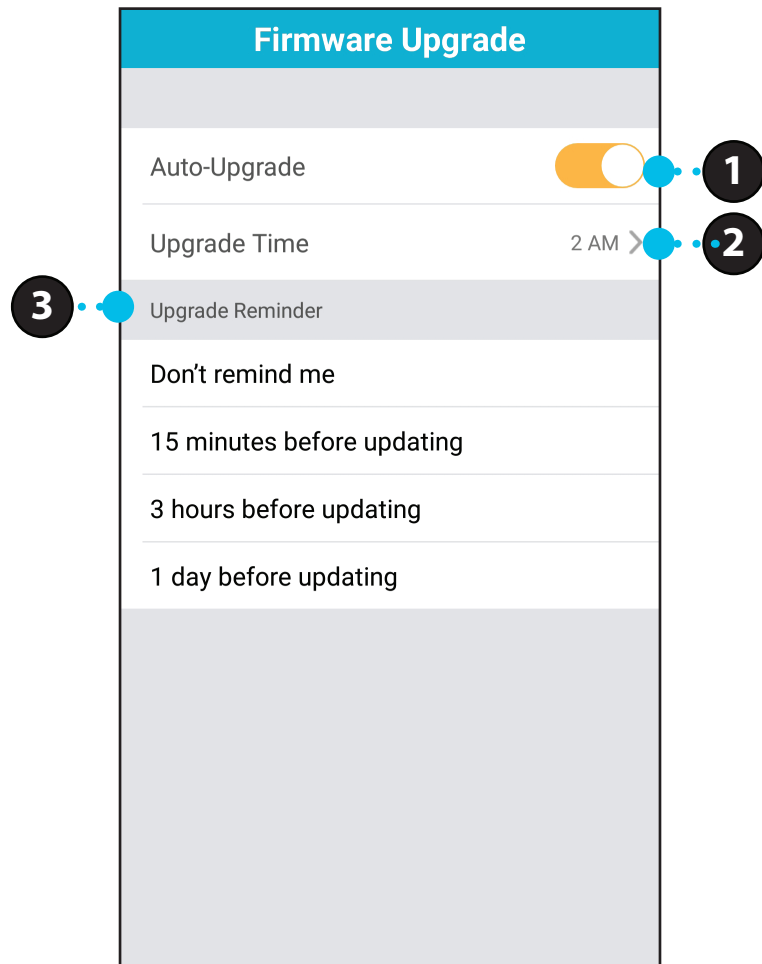 Firmware Upgrade
Auto-Upgrade
1
Upgrade Time 2 AM
2
3
Upgrade Reminder
Don’t remind me
15 minutes before updating
3 hours before updating
1 day before updating